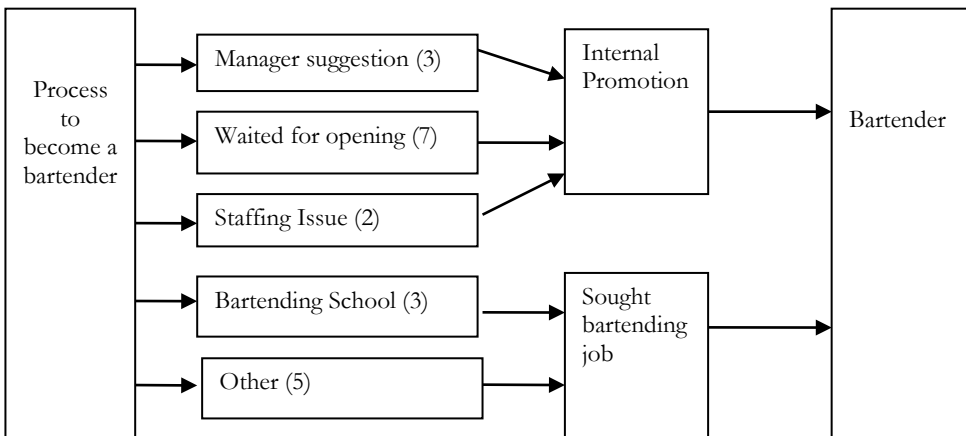 Process
to
become a
bartender
Manager suggestion (3)
Waited for opening (7)
Staffing Issue (2)
Bartending School (3)
Other (5)
Internal
Promotion
Sought
bartending
job
Bartender